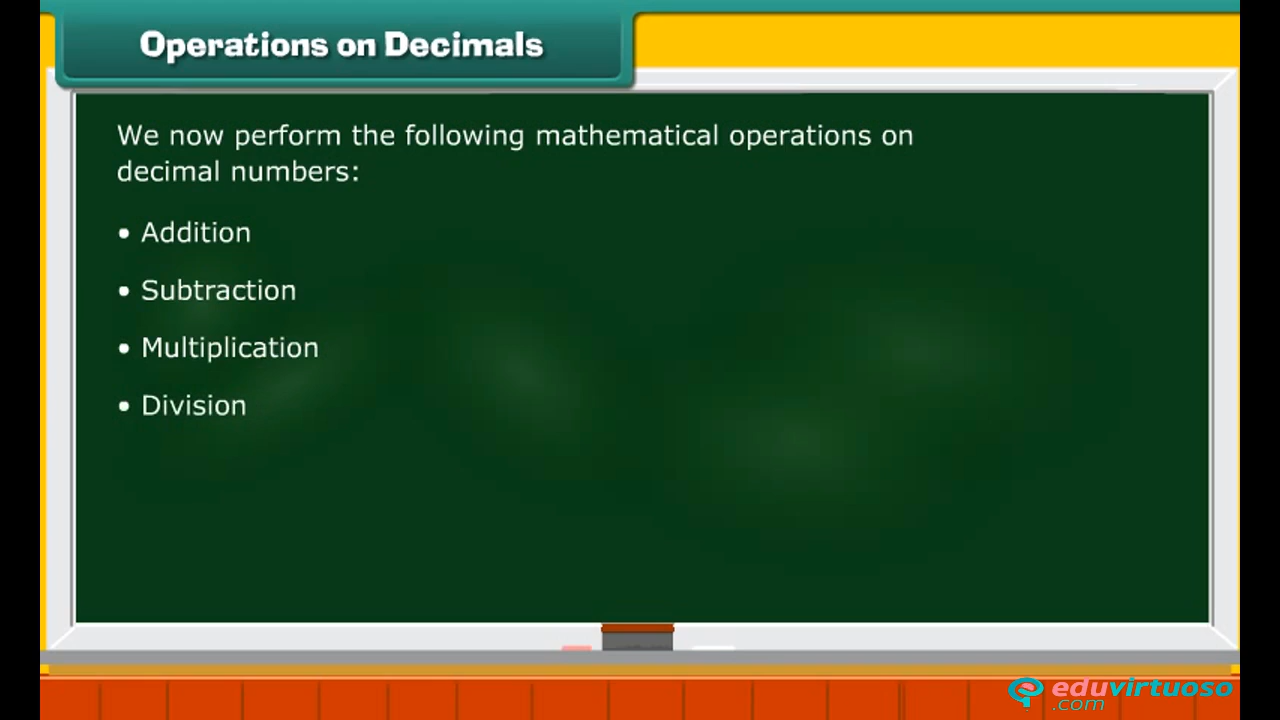 Operations on Decimals
We now perform the following mathematical operations on
decimal numbers:
• Addition
• Subtraction
• Multiplication
• Division
eduvirtuoso
.com